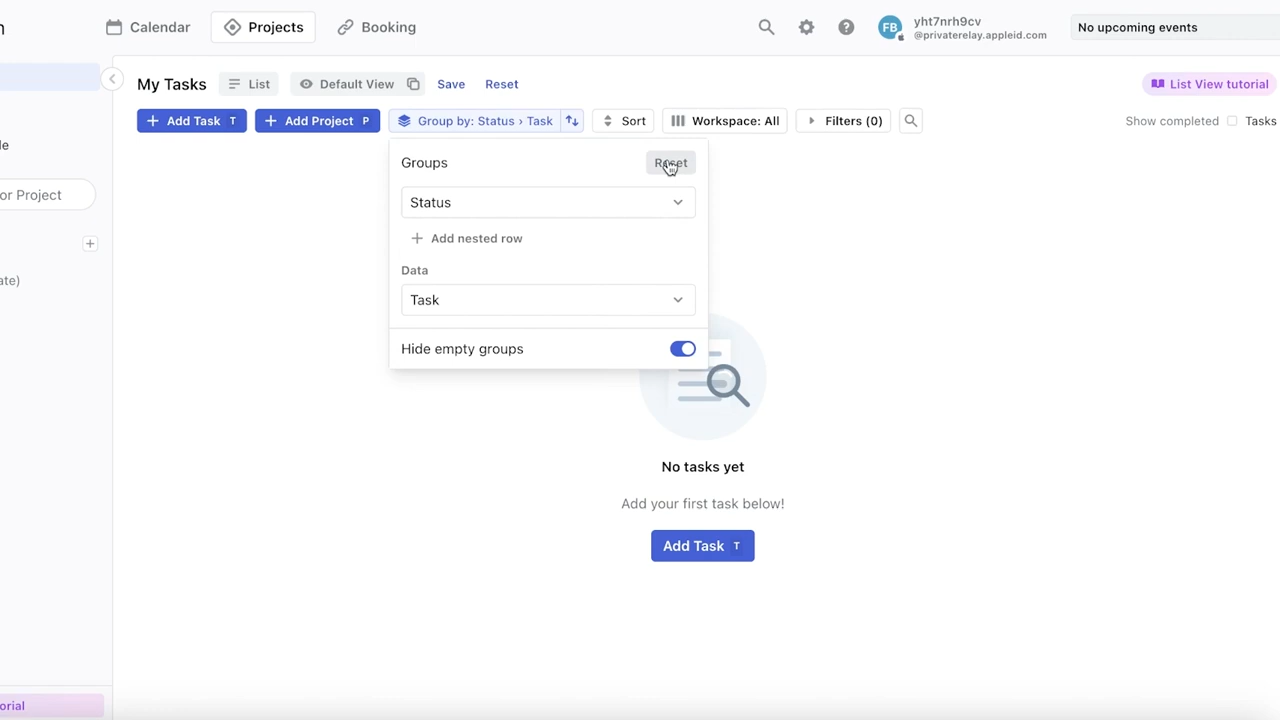 n
Calendar
Projects
Booking
FB
yht7nrh9cv
@privaterelay.appleid.com
No upcoming events
My Tasks
List
Default View
Save
Reset
List View tutorial
+ Add Task T
+ Add Project P
Group by: Status › Task
Sort
Workspace: All
Filters (0)
Show completed
Tasks
le
or Project
+
ate)
Groups
Reset
Status
+ Add nested row
Data
Task
Hide empty groups
No tasks yet
Add your first task below!
Add Task T
orial